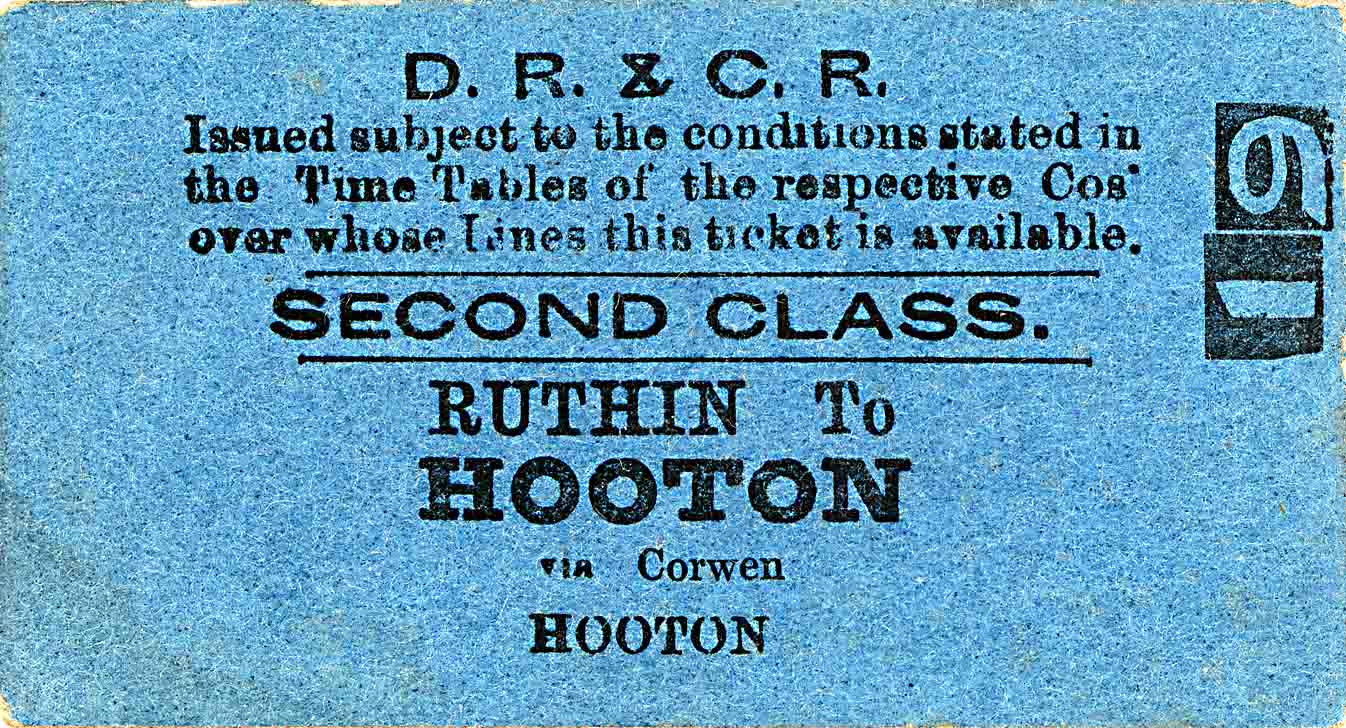 D. R. & C. R.
Issued subject to the conditions stated in
the Time Tables of the respective Cos'
over whose Lines this ticket is available.
SECOND CLASS.
RUTHIN To
HOOTON
via Corwen
HOOTON